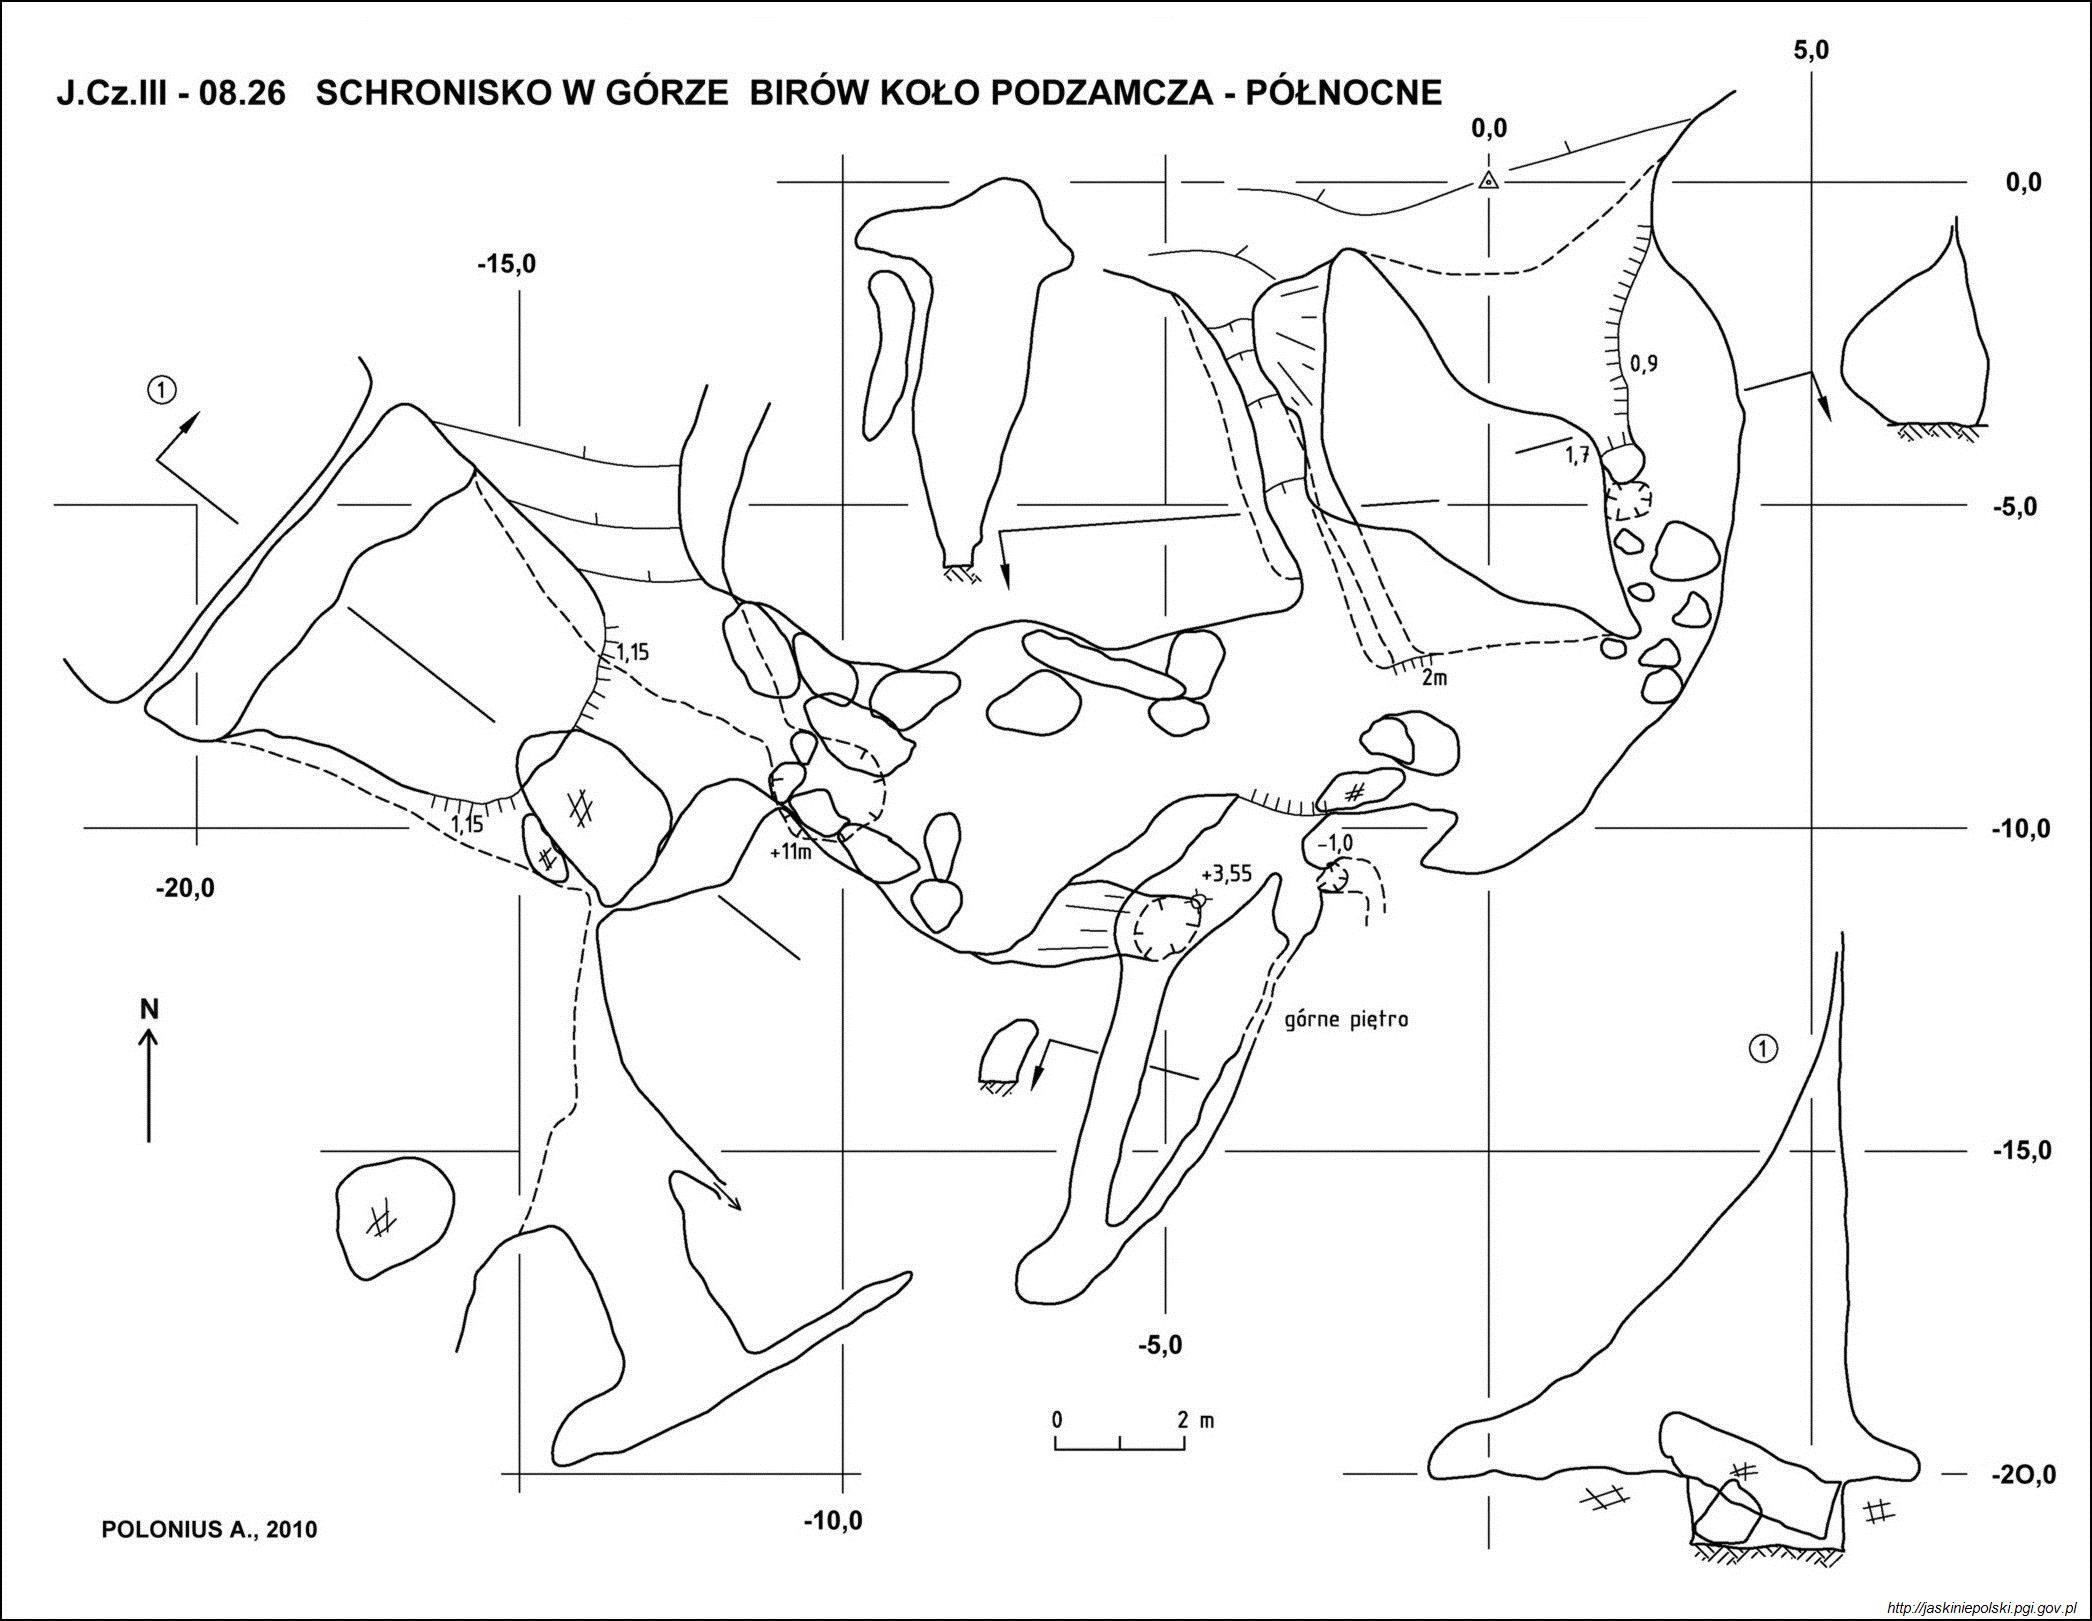 5,0
J.Cz.III - 08.26 SCHRONISKO W GÓRZE BIRÓW KOŁO PODZAMCZA - PÓŁNOCNE
0,0
0,0
-15,0
0,9
1
1,7
-5,0
1,15
2m
1,15
+11m
-1,0
-10,0
+3,55
-20,0
N
górne piętro
1
-15,0
-5,0
0 2 m
-2O,0
-10,0
POLONIUS A., 2010
http://jaskiniepolski.pgi.gov.pl